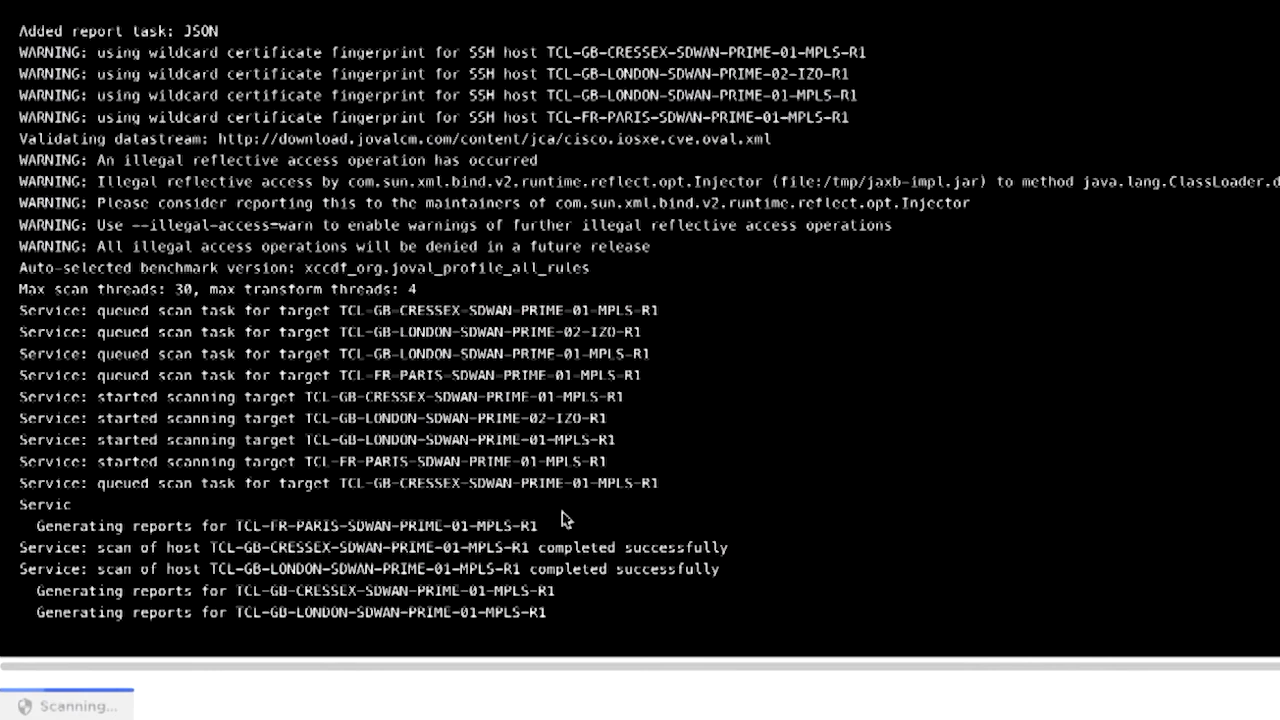 Added report task: JSON
WARNING: using wildcard certificate fingerprint for SSH host TCL-GB-CRESSEX-SDWAN-PRIME-01-MPLS-R1
WARNING: using wildcard certificate fingerprint for SSH host TCL-GB-LONDON-SDWAN-PRIME-02-IZO-R1
WARNING: using wildcard certificate fingerprint for SSH host TCL-GB-LONDON-SDWAN-PRIME-01-MPLS-R1
WARNING: using wildcard certificate fingerprint for SSH host TCL-FR-PARIS-SDWAN-PRIME-01-MPLS-R1
Validating datastream: http://download.jovalcm.com/content/jca/cisco.iosxe.cve.oval.xml
WARNING: An illegal reflective access operation has occurred
WARNING: Illegal reflective access by com.sun.xml.bind.v2.runtime.reflect.opt.Injector (file:/tmp/jaxb-impl.jar) to method java.lang.ClassLoader.d
WARNING: Please consider reporting this to the maintainers of com.sun.xml.bind.v2.runtime.reflect.opt.Injector
WARNING: Use --illegal-access=warn to enable warnings of further illegal reflective access operations
WARNING: All illegal access operations will be denied in a future release
Auto-selected benchmark version: xccdf_org.joval_profile_all_rules
Max scan threads: 30, max transform threads: 4
Service: queued scan task for target TCL-GB-CRESSEX-SDWAN-PRIME-01-MPLS-R1
Service: queued scan task for target TCL-GB-LONDON-SDWAN-PRIME-02-IZO-R1
Service: queued scan task for target TCL-GB-LONDON-SDWAN-PRIME-01-MPLS-R1
Service: queued scan task for target TCL-FR-PARIS-SDWAN-PRIME-01-MPLS-R1
Service: started scanning target TCL-GB-CRESSEX-SDWAN-PRIME-01-MPLS-R1
Service: started scanning target TCL-GB-LONDON-SDWAN-PRIME-02-IZO-R1
Service: started scanning target TCL-GB-LONDON-SDWAN-PRIME-01-MPLS-R1
Service: started scanning target TCL-FR-PARIS-SDWAN-PRIME-01-MPLS-R1
Service: queued scan task for target TCL-GB-CRESSEX-SDWAN-PRIME-01-MPLS-R1
Servic
Generating reports for TCL-FR-PARIS-SDWAN-PRIME-01-MPLS-R1
Service: scan of host TCL-GB-CRESSEX-SDWAN-PRIME-01-MPLS-R1 completed successfully
Service: scan of host TCL-GB-LONDON-SDWAN-PRIME-01-MPLS-R1 completed successfully
Generating reports for TCL-GB-CRESSEX-SDWAN-PRIME-01-MPLS-R1
Generating reports for TCL-GB-LONDON-SDWAN-PRIME-01-MPLS-R1
Scanning...